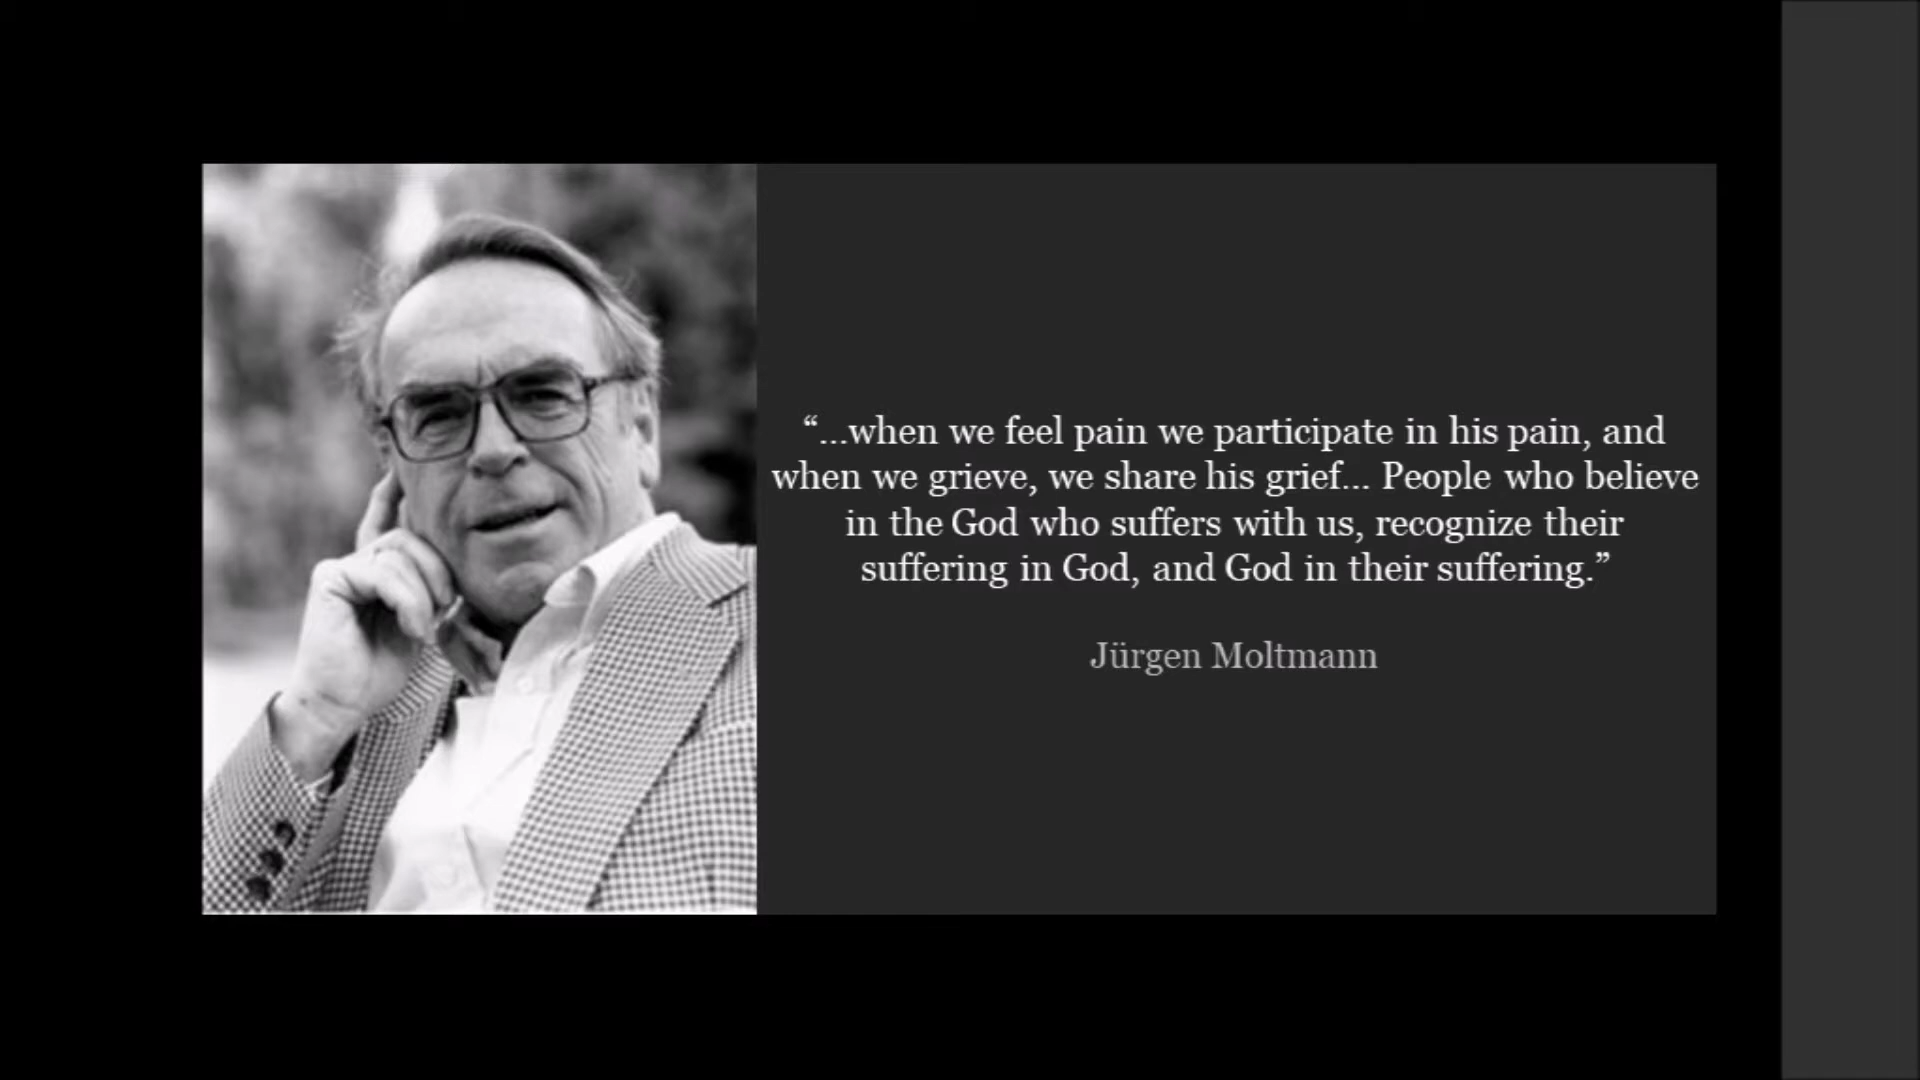 “...when we feel pain we participate in his pain, and
when we grieve, we share his grief... People who believe
in the God who suffers with us, recognize their
suffering in God, and God in their suffering.”
Jürgen Moltmann